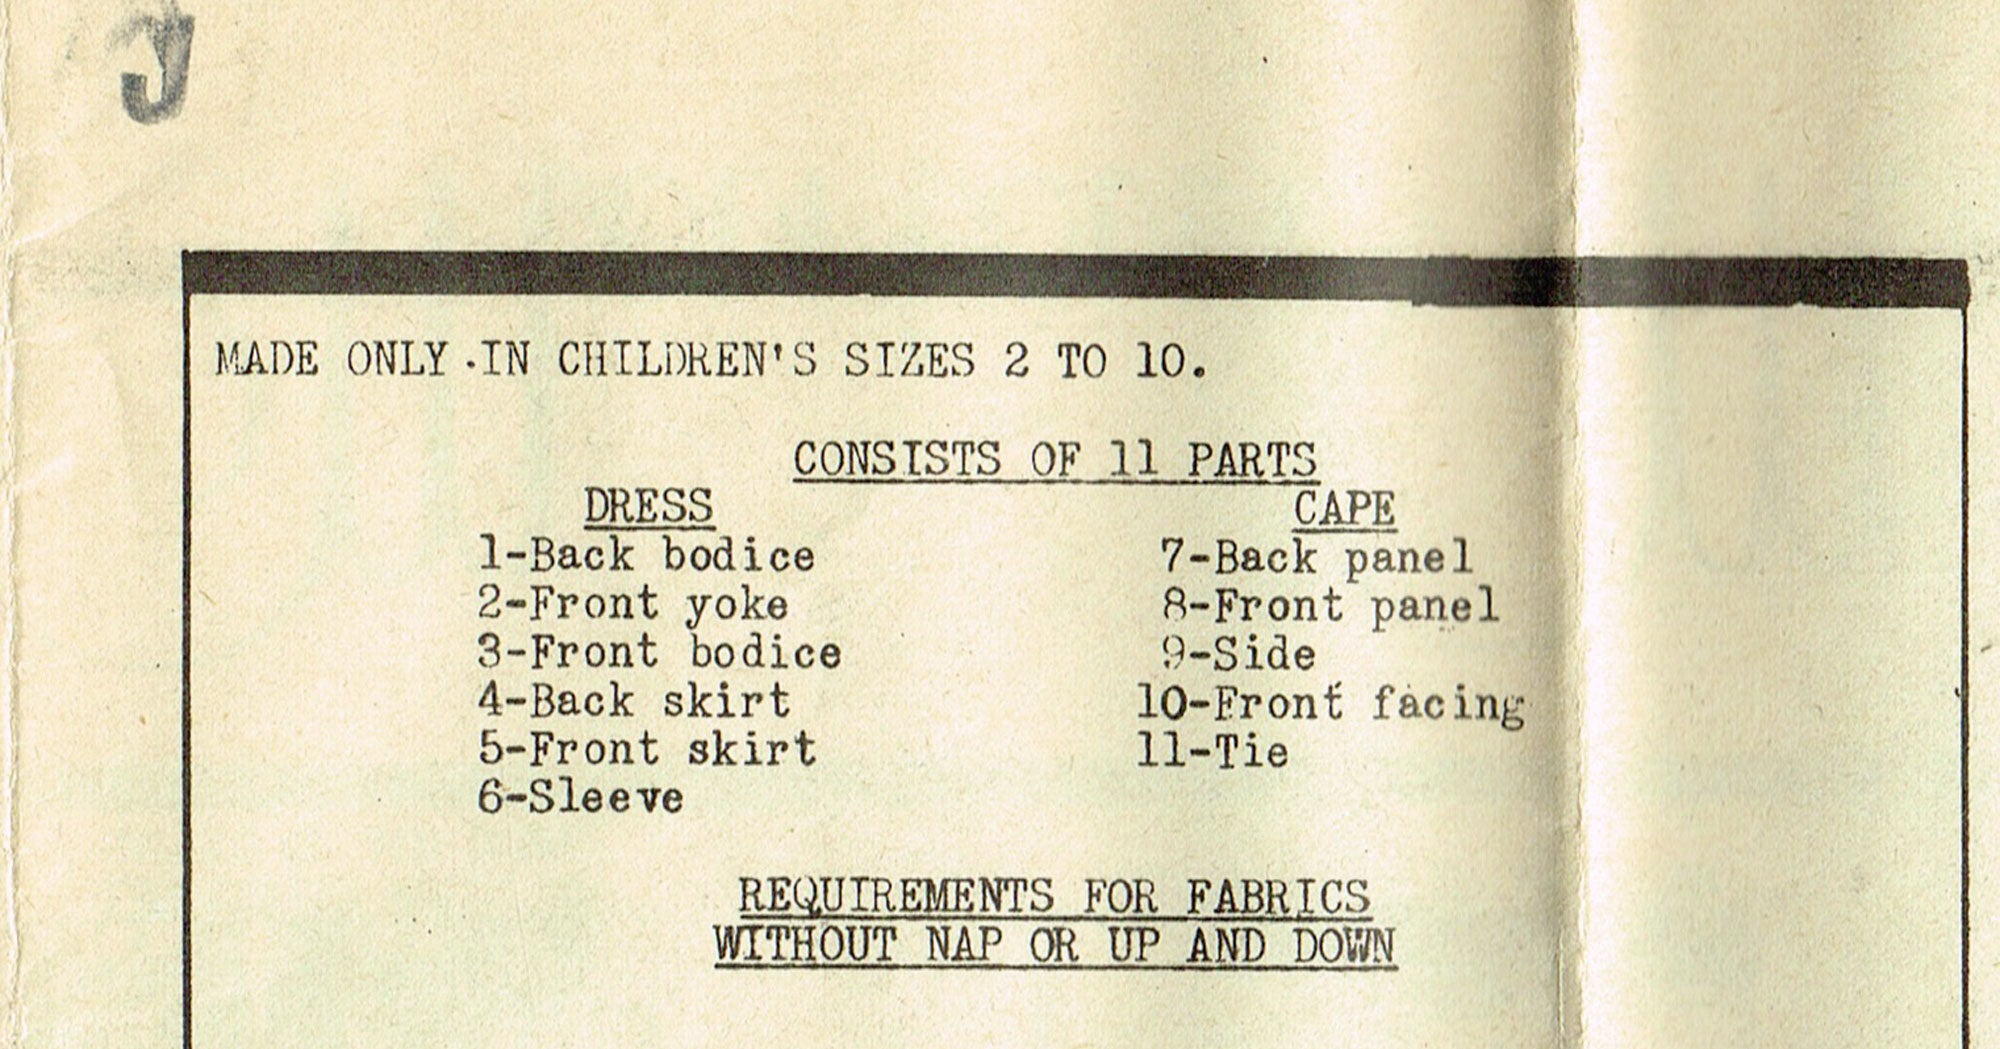 J
MADE ONLY IN CHILDREN'S SIZES 2 TO 10.
CONSISTS OF 11 PARTS
DRESS CAPE
1-Back bodice 7-Back panel
2-Front yoke 8-Front panel
3-Front bodice 9-Side
4-Back skirt 10-Front facing
5-Front skirt 11-Tie
6-Sleeve
REQUIREMENTS FOR FABRICS
WITHOUT NAP OR UP AND DOWN